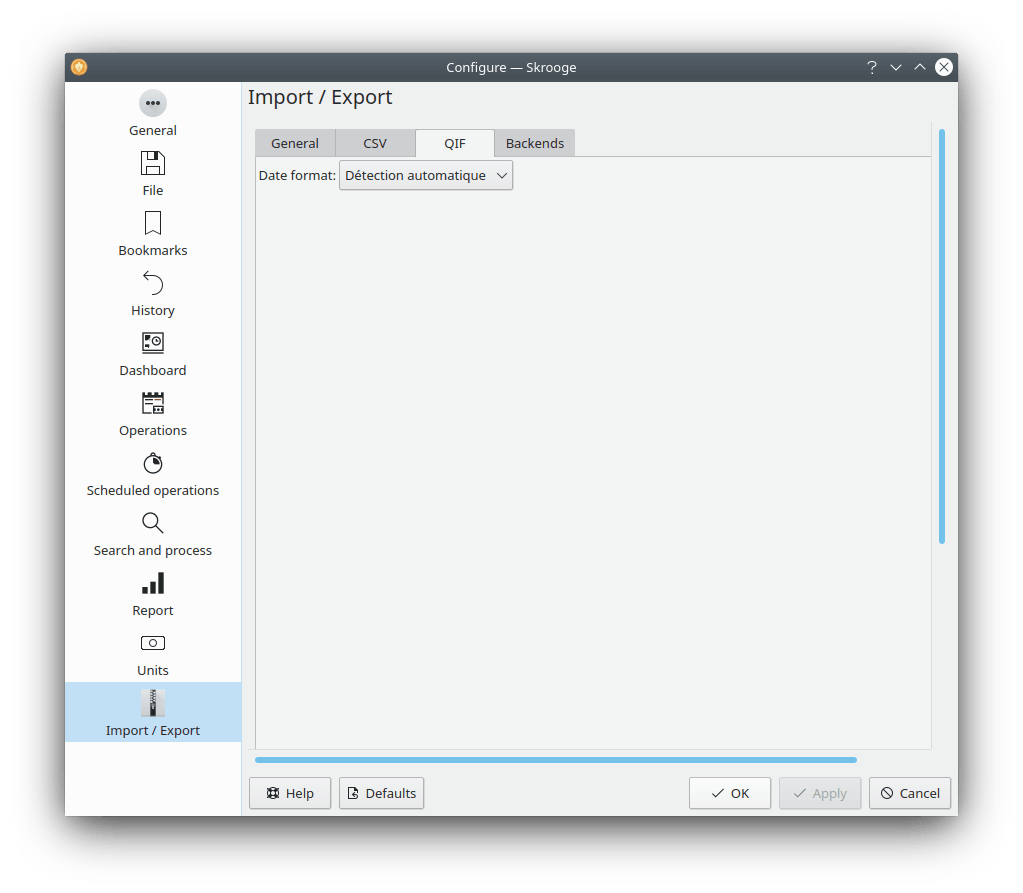 Configure — Skrooge
General
File
Bookmarks
History
Dashboard
Operations
Scheduled operations
Search and process
Report
Units
Import / Export
Import / Export
General CSV QIF Backends
Date format: Détection automatique
Help Defaults OK Apply Cancel